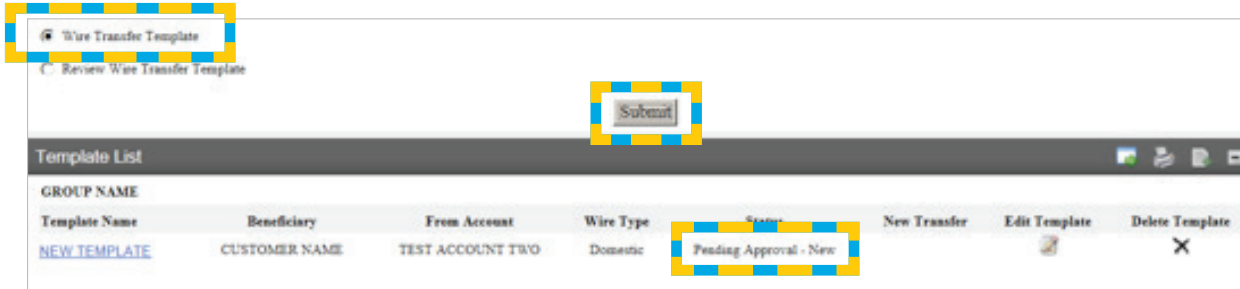 Wire Transfer Template
Review Wire Transfer Template
Submit
Template List
GROUP NAME
Template Name Beneficiary From Account Wire Type Status New Transfer Edit Template Delete Template
NEW TEMPLATE CUSTOMER NAME TEST ACCOUNT TWO Domestic Pending Approval - New